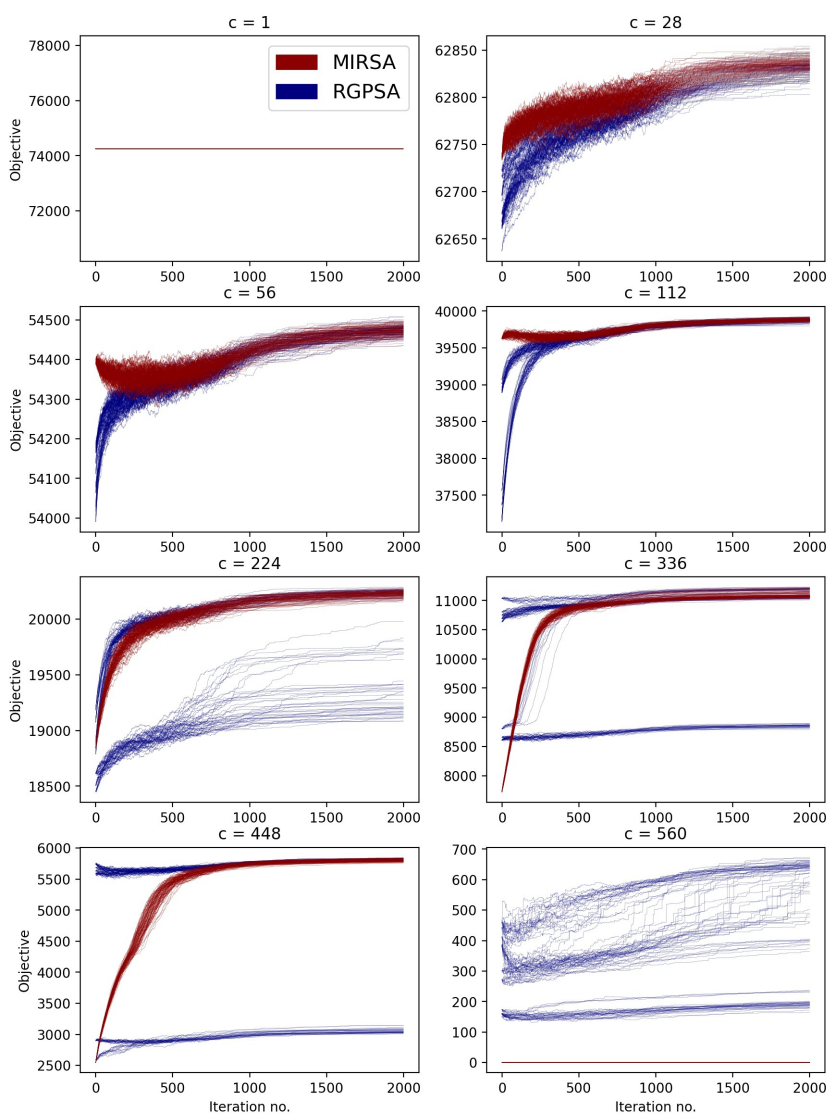 c = 1
78000
76000
74000
72000
Objective
0 500 1000 1500 2000
MIRSA
RGPSA
c = 28
62850
62800
62750
62700
62650
0 500 1000 1500 2000
c = 56
54500
54400
54300
54200
54100
54000
Objective
0 500 1000 1500 2000
c = 112
40000
39500
39000
38500
38000
37500
0 500 1000 1500 2000
c = 224
20000
19500
19000
18500
Objective
0 500 1000 1500 2000
c = 336
11000
10500
10000
9500
9000
8500
8000
0 500 1000 1500 2000
c = 448
6000
5500
5000
4500
4000
3500
3000
2500
Objective
0 500 1000 1500 2000
Iteration no.
c = 560
700
600
500
400
300
200
100
0
0 500 1000 1500 2000
Iteration no.